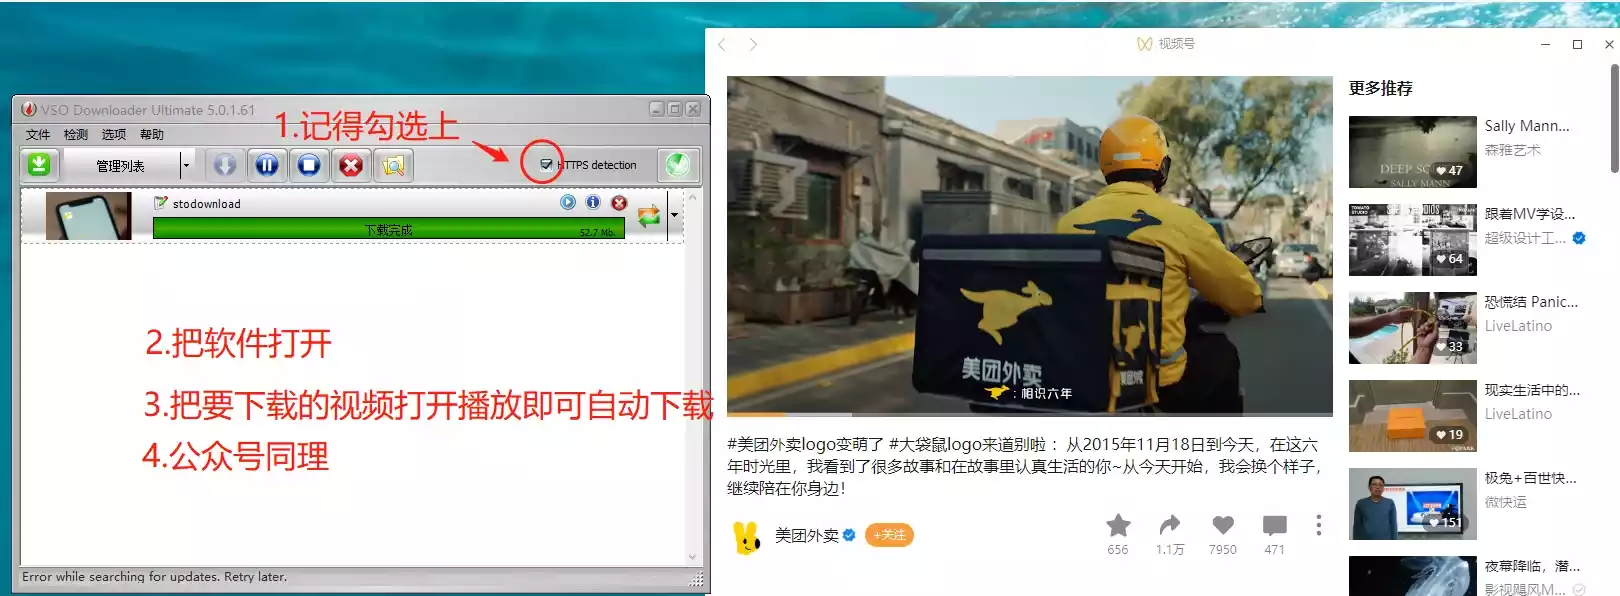 VSO Downloader Ultimate 5.0.1.61
文件 检测 选项 帮助
1.记得勾选上
管理列表
HTTPS detection
stodownload
下载完成
52.7 Mb.
2.把软件打开
3.把要下载的视频打开播放即可自动下载
4.公众号同理
Error while searching for updates. Retry later.
视频号
美团外卖
美团外卖
：相识六年
#美团外卖logo变萌了 #大袋鼠logo来道别啦： 从2015年11月18日到今天，在这六
年时光里，我看到了很多故事和在故事里认真生活的你~从今天开始，我会换个样子，
继续陪在你身边！
美团外卖
+关注
656
1.1万
7950
471
更多推荐
DEEP
SALLY MANN
47
Sally Mann...
森雅艺术
64
跟着MV学设...
超级设计工...
33
恐慌结 Panic...
LiveLatino
19
现实生活中的...
LiveLatino
151
极兔+百世快...
微快运
夜幕降临，潜...
影视飓风M...